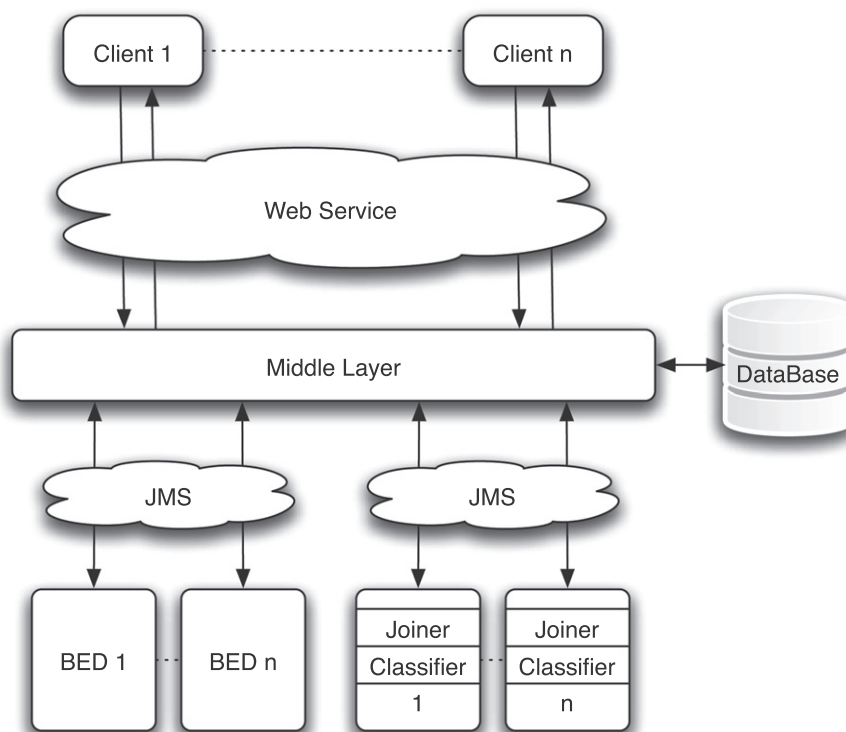 Client 1
Client n
Web Service
Middle Layer
DataBase
JMS
JMS
BED 1
BED n
Joiner
Classifier
1
Joiner
Classifier
n